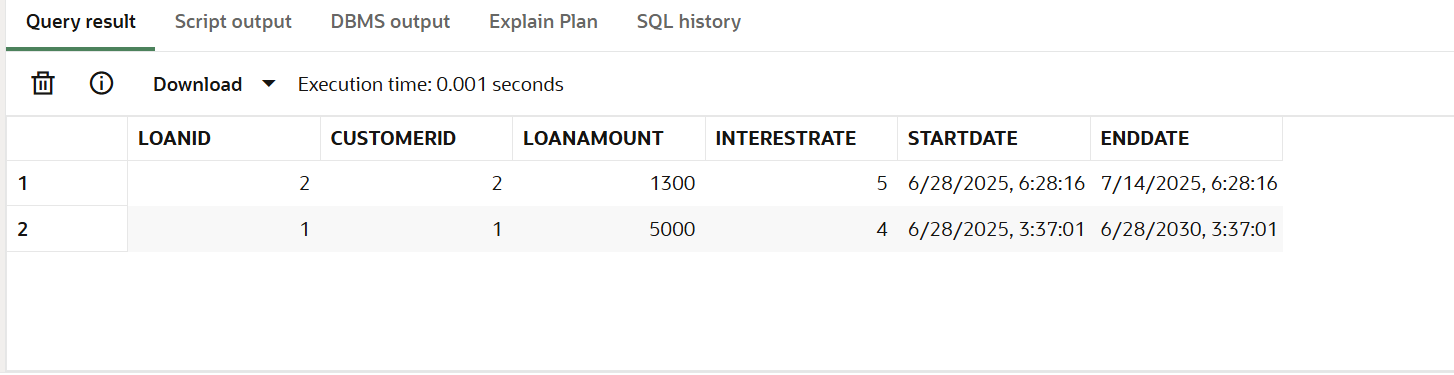 Query result Script output DBMS output Explain Plan SQL history
Download Execution time: 0.001 seconds
LOANID CUSTOMERID LOANAMOUNT INTERESTRATE STARTDATE ENDDATE
1 2 2 1300 5 6/28/2025, 6:28:16 7/14/2025, 6:28:16
2 1 1 5000 4 6/28/2025, 3:37:01 6/28/2030, 3:37:01